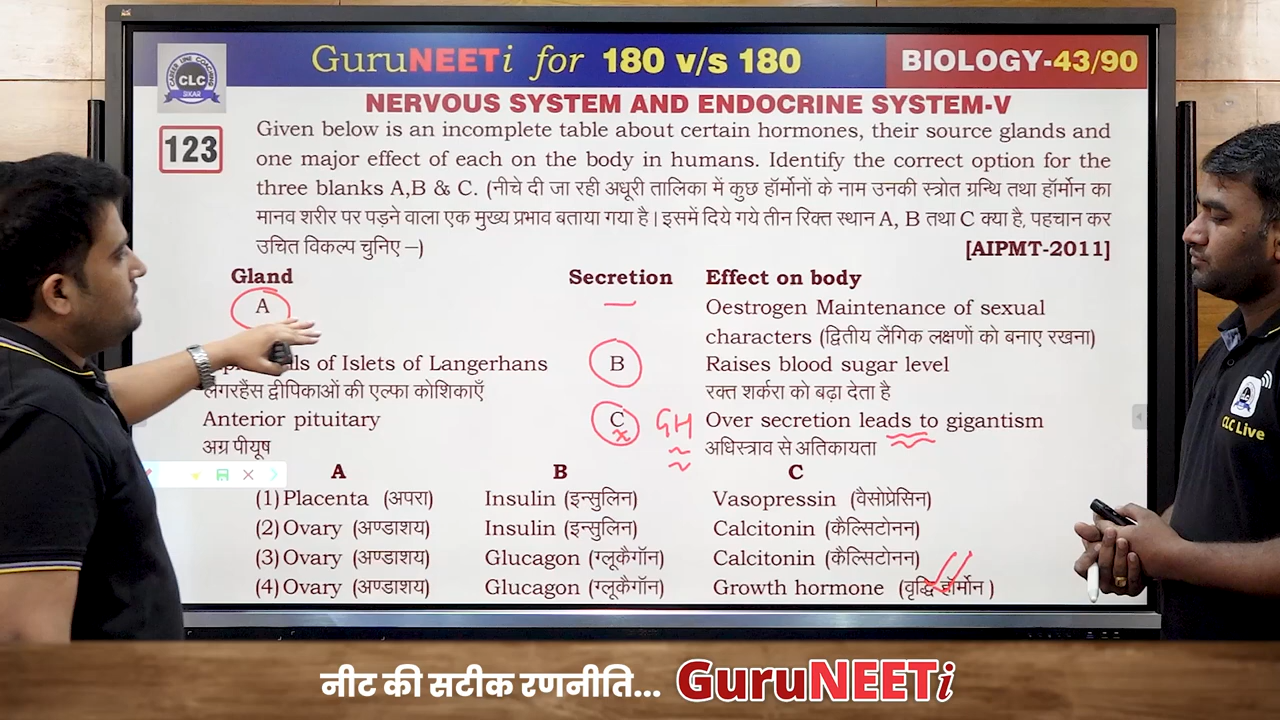 GuruNEETi for 180 v/s 180
BIOLOGY-43/90
CLC
SIKAR
NERVOUS SYSTEM AND ENDOCRINE SYSTEM-V
123
Given below is an incomplete table about certain hormones, their source glands and
one major effect of each on the body in humans. Identify the correct option for the
three blanks A,B & C. (नीचे दी जा रही अधूरी तालिका में कुछ हॉर्मोनों के नाम उनकी स्त्रोत ग्रन्थि तथा हॉर्मोन का
मानव शरीर पर पड़ने वाला एक मुख्य प्रभाव बताया गया है। इसमें दिये गये तीन रिक्त स्थान A, B तथा C क्या है, पहचान कर
उचित विकल्प चुनिए –)
[AIPMT-2011]
Gland Secretion Effect on body
A Oestrogen Maintenance of sexual
characters (द्वितीय लैंगिक लक्षणों को बनाए रखना)
of Islets of Langerhans B Raises blood sugar level
लैंगरहैंस द्वीपिकाओं की एल्फा कोशिकाएँ रक्त शर्करा को बढ़ा देता है
Anterior pituitary C GH Over secretion leads to gigantism
अग्र पीयूष अधिस्त्राव से अतिकायता
A B C
(1) Placenta (अपरा) Insulin (इन्सुलिन) Vasopressin (वैसोप्रेसिन)
(2) Ovary (अण्डाशय) Insulin (इन्सुलिन) Calcitonin (कैल्सिटोनन)
(3) Ovary (अण्डाशय) Glucagon (ग्लूकैगॉन) Calcitonin (कैल्सिटोनन)
(4) Ovary (अण्डाशय) Glucagon (ग्लूकैगॉन) Growth hormone (वृद्धि हॉर्मोन )
CLC Live
नीट की सटीक रणनीति... GuruNEETi